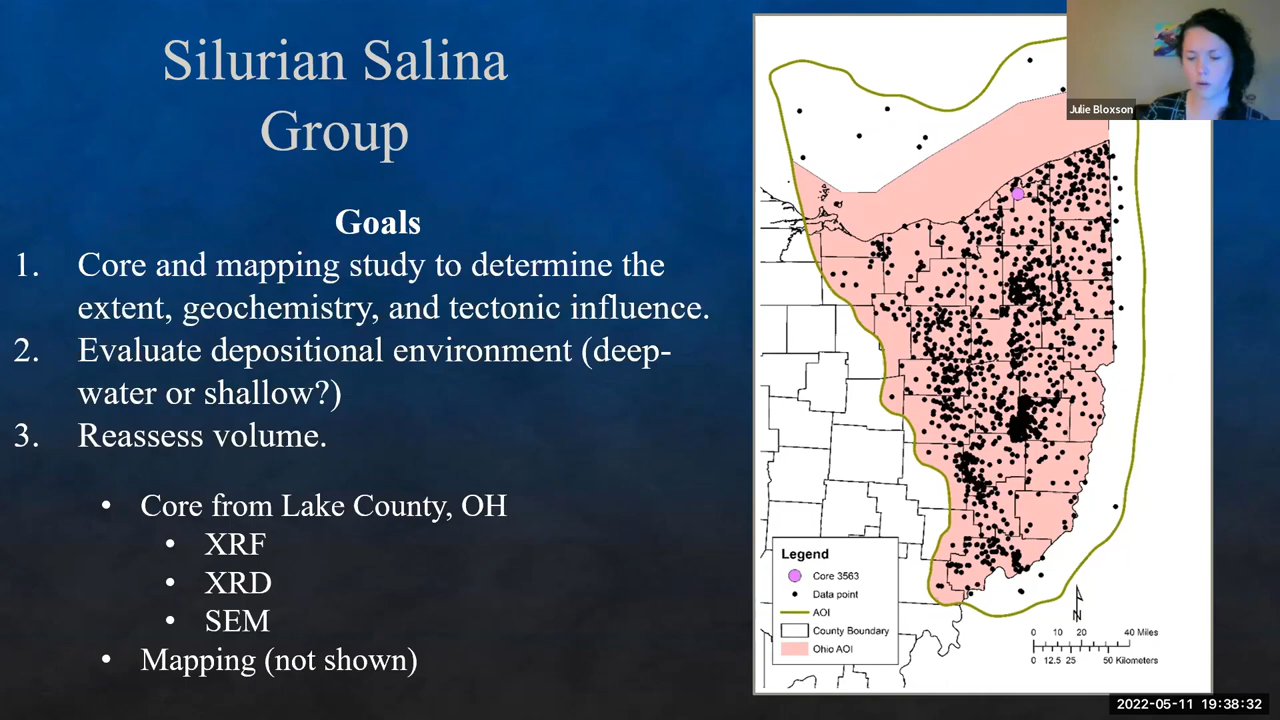 Silurian Salina
Group
Goals
1. Core and mapping study to determine the
extent, geochemistry, and tectonic influence.
2. Evaluate depositional environment (deep-
water or shallow?)
3. Reassess volume.
• Core from Lake County, OH
• XRF
• XRD
• SEM
• Mapping (not shown)
Julie Bloxson
Legend
Core 3563
Data point
AOI
County Boundary
Ohio AOI
N
0 10 20 40 Miles
0 12.5 25 50 Kilometers
2022-05-11 19:38:32